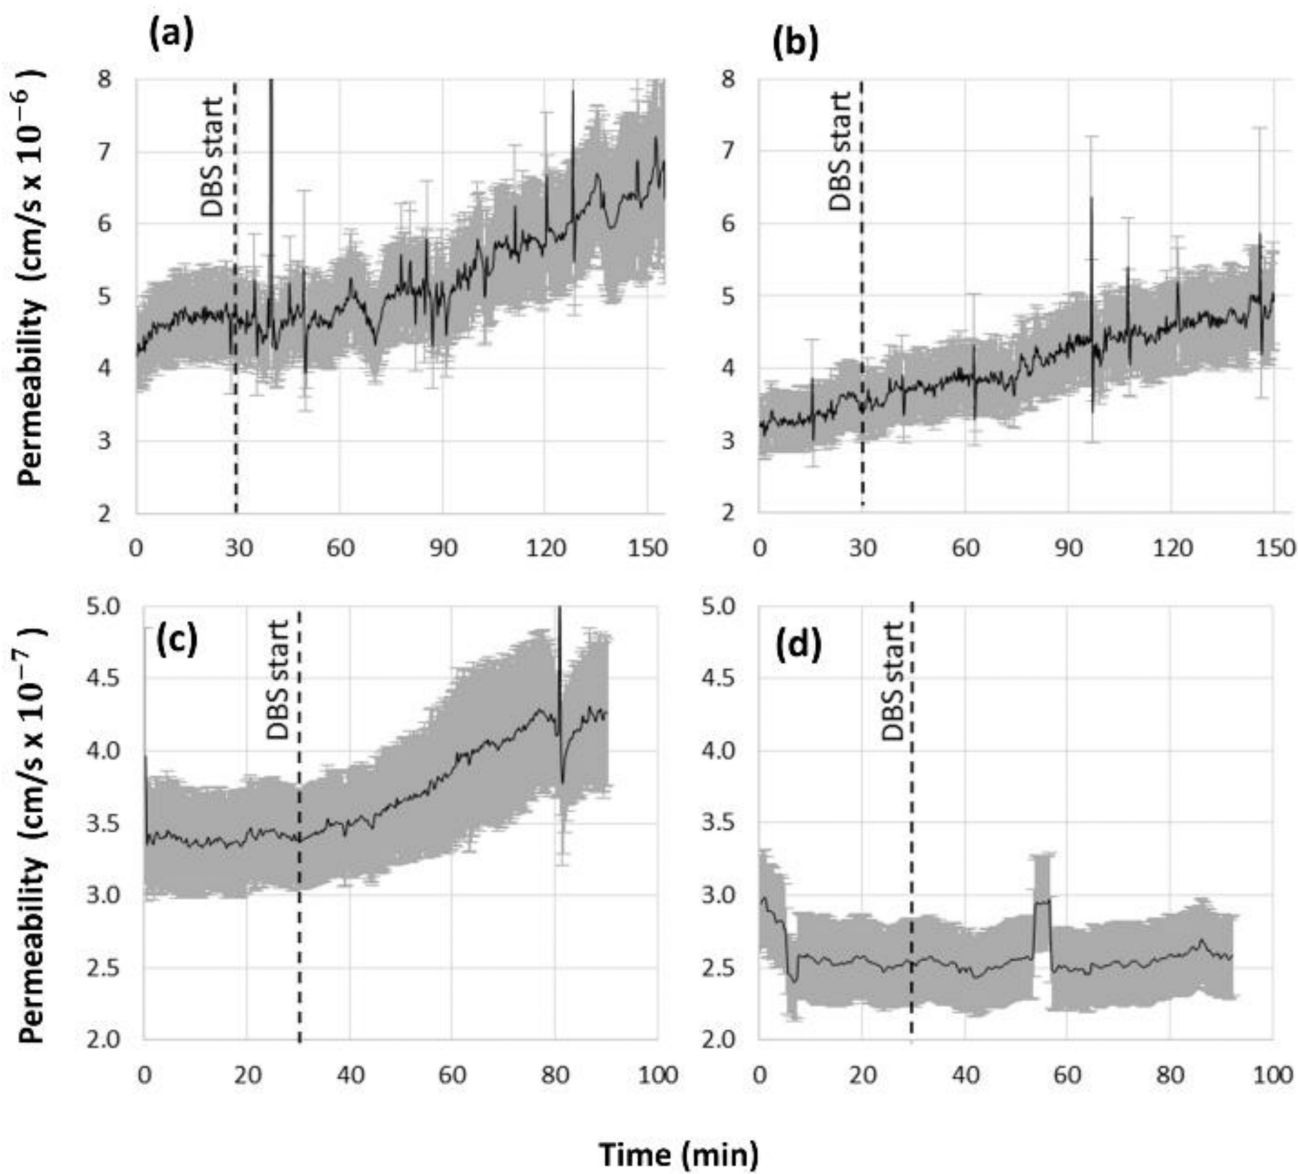 (a)
(b)
Permeability (cm/s x 10⁻⁶ )
8
7
6
5
4
3
2
DBS start
0 30 60 90 120 150
8
7
6
5
4
3
2
DBS start
0 30 60 90 120 150
Permeability (cm/s x 10⁻⁷ )
5.0
4.5
4.0
3.5
3.0
2.5
2.0
(c)
DBS start
0 20 40 60 80 100
5.0
4.5
4.0
3.5
3.0
2.5
2.0
(d)
DBS start
0 20 40 60 80 100
Time (min)